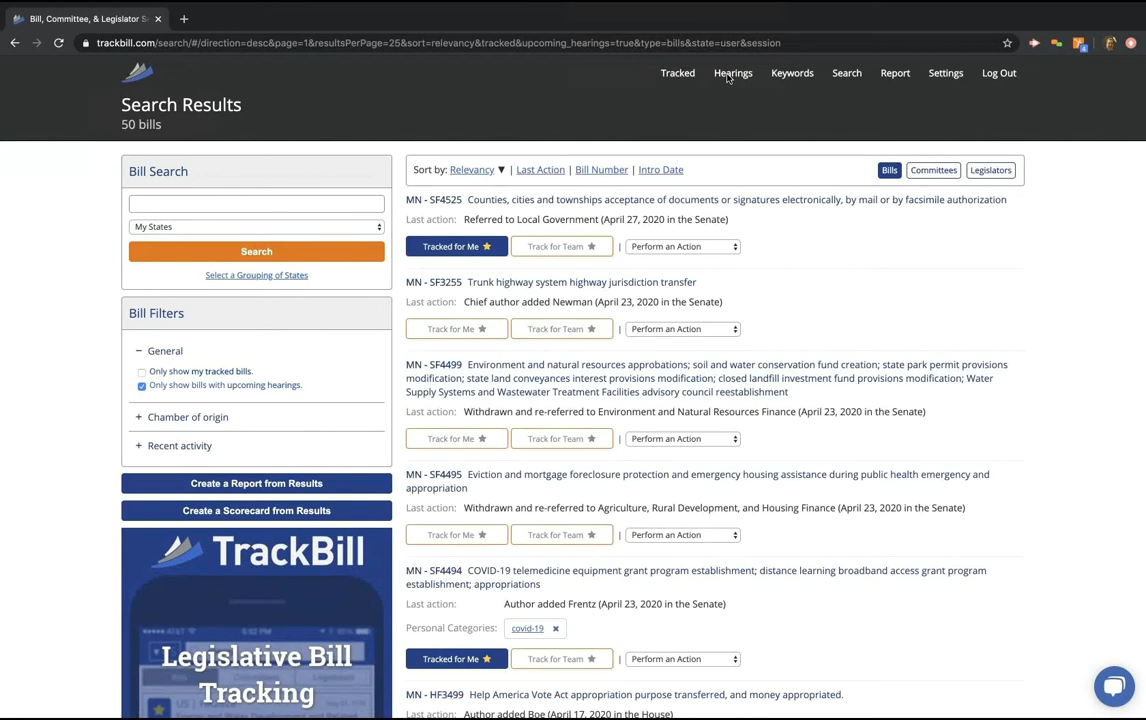 Bill, Committee, & Legislator S
trackbill.com/search/#/direction=desc&page=1&resultsPerPage=25&sort=relevancy&tracked&upcoming_hearings=true&type=bills&state=user&session
4
Tracked Hearings Keywords Search Report Settings Log Out
Search Results
50 bills
Bill Search
My States
Search
Select a Grouping of States
Bill Filters
− General
Only show my tracked bills.
Only show bills with upcoming hearings.
+ Chamber of origin
+ Recent activity
Create a Report from Results
Create a Scorecard from Results
TrackBill
Legislative Bill
Tracking
Sort by: Relevancy ▼ | Last Action | Bill Number | Intro Date
Bills Committees Legislators
MN - SF4525 Counties, cities and townships acceptance of documents or signatures electronically, by mail or by facsimile authorization
Last action: Referred to Local Government (April 27, 2020 in the Senate)
Tracked for Me Track for Team | Perform an Action
MN - SF3255 Trunk highway system highway jurisdiction transfer
Last action: Chief author added Newman (April 23, 2020 in the Senate)
Track for Me Track for Team | Perform an Action
MN - SF4499 Environment and natural resources approbations; soil and water conservation fund creation; state park permit provisions
modification; state land conveyances interest provisions modification; closed landfill investment fund provisions modification; Water
Supply Systems and Wastewater Treatment Facilities advisory council reestablishment
Last action: Withdrawn and re-referred to Environment and Natural Resources Finance (April 23, 2020 in the Senate)
Track for Me Track for Team | Perform an Action
MN - SF4495 Eviction and mortgage foreclosure protection and emergency housing assistance during public health emergency and
appropriation
Last action: Withdrawn and re-referred to Agriculture, Rural Development, and Housing Finance (April 23, 2020 in the Senate)
Track for Me Track for Team | Perform an Action
MN - SF4494 COVID-19 telemedicine equipment grant program establishment; distance learning broadband access grant program
establishment; appropriations
Last action: Author added Frentz (April 23, 2020 in the Senate)
Personal Categories: covid-19 ×
Tracked for Me Track for Team | Perform an Action
MN - HF3499 Help America Vote Act appropriation purpose transferred, and money appropriated.
Last action: Author added Boe (April 17, 2020 in the House)